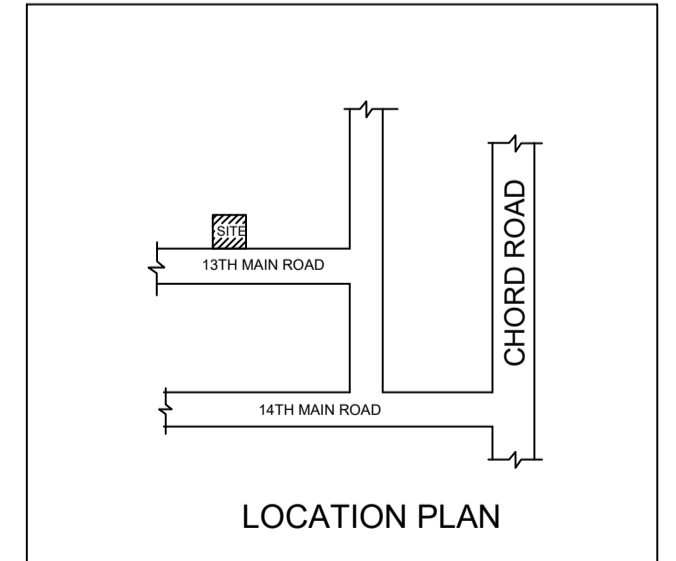 SITE
13TH MAIN ROAD
CHORD ROAD
14TH MAIN ROAD
LOCATION PLAN